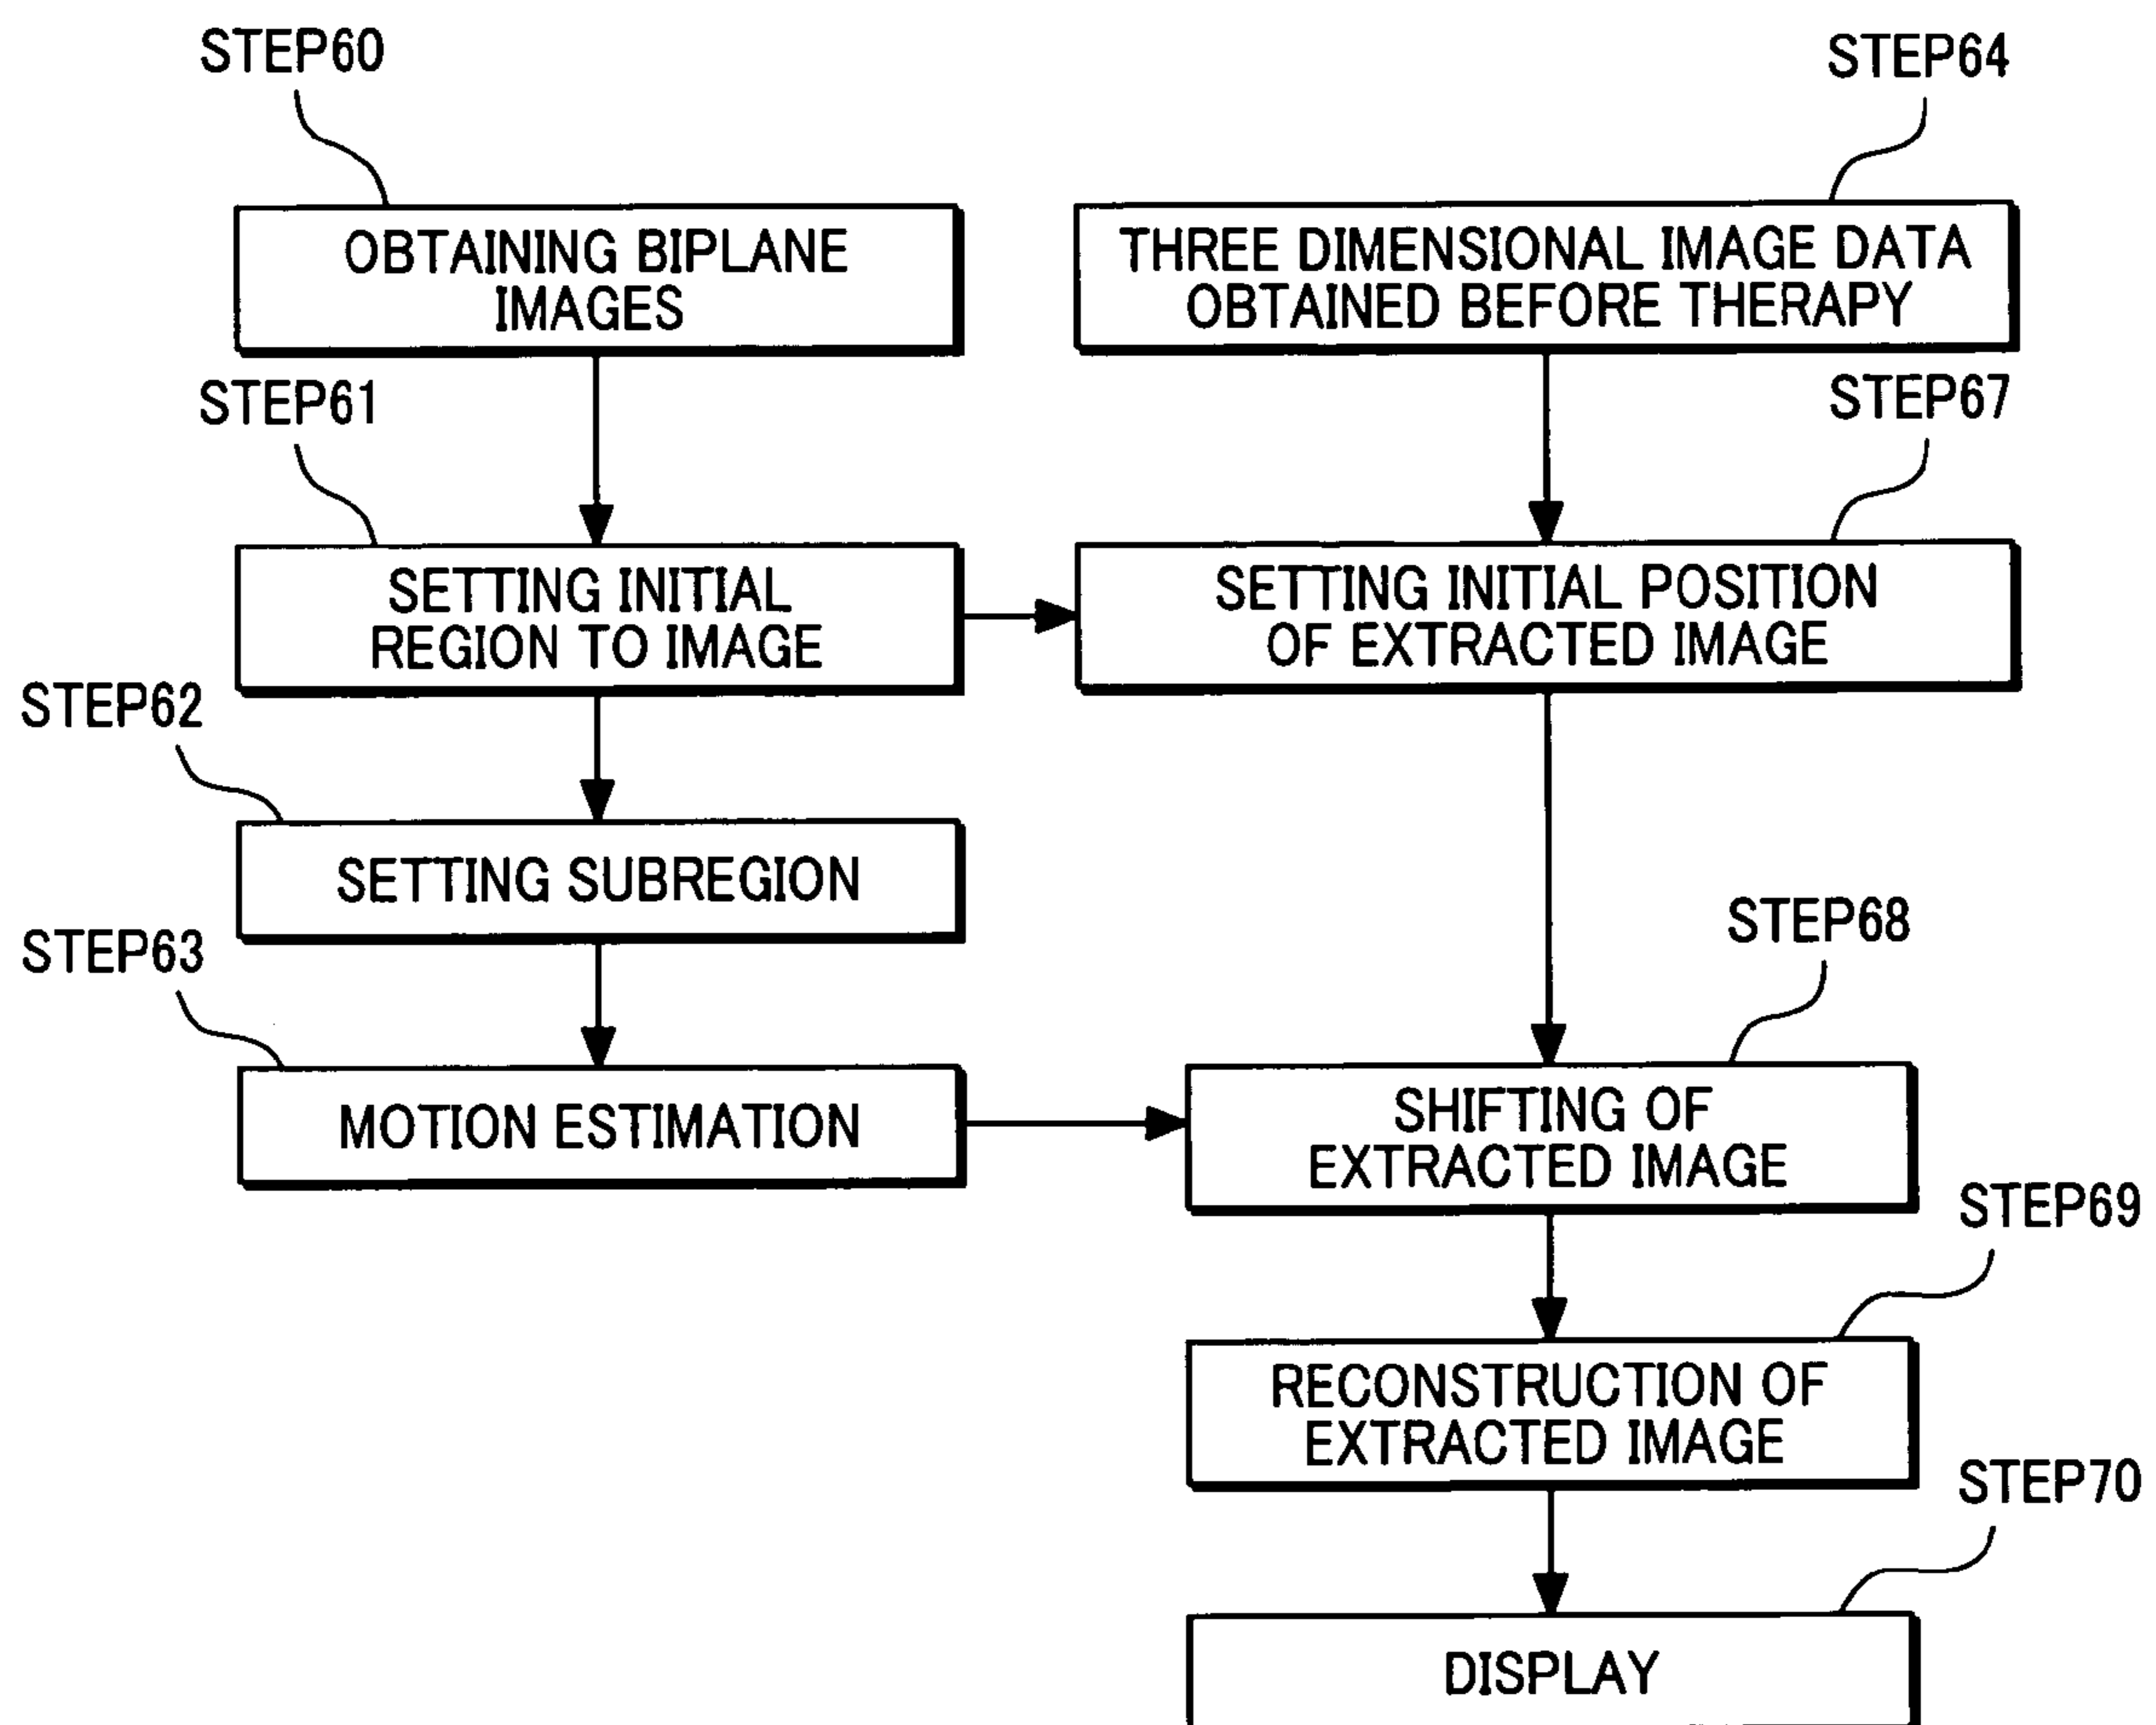 STEP60
OBTAINING BIPLANE
IMAGES
STEP64
THREE DIMENSIONAL IMAGE DATA
OBTAINED BEFORE THERAPY
STEP61
SETTING INITIAL
REGION TO IMAGE
STEP67
SETTING INITIAL POSITION
OF EXTRACTED IMAGE
STEP62
SETTING SUBREGION
STEP63
MOTION ESTIMATION
STEP68
SHIFTING OF
EXTRACTED IMAGE
STEP69
RECONSTRUCTION OF
EXTRACTED IMAGE
STEP70
DISPLAY